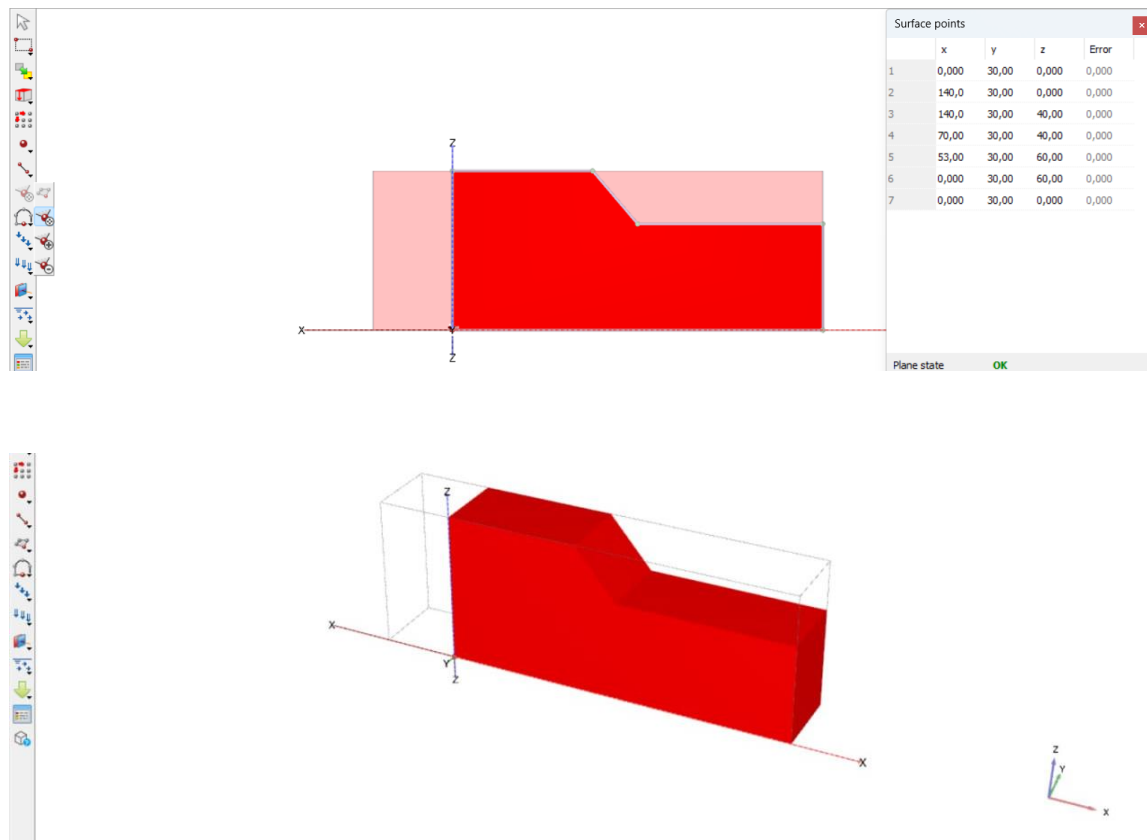 Surface points
x y z Error
1 0,000 30,00 0,000 0,000
2 140,0 30,00 0,000 0,000
3 140,0 30,00 40,00 0,000
4 70,00 30,00 40,00 0,000
5 53,00 30,00 60,00 0,000
6 0,000 30,00 60,00 0,000
7 0,000 30,00 0,000 0,000
Z
X Y
Z
Plane state OK
Z
X
Y
Z
X
Z
Y
X